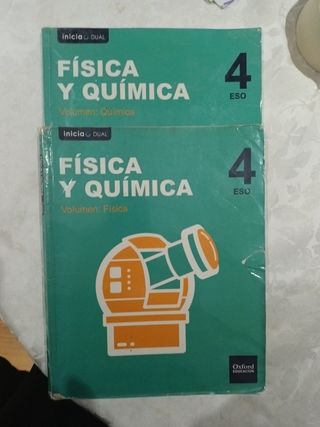 inicia DUAL
FÍSICA
Y QUÍMICA
Volumen: Química
4
ESO
inicia DUAL
FÍSICA
Y QUÍMICA
Volumen: Física
4
ESO
Oxford
EDUCACIÓN